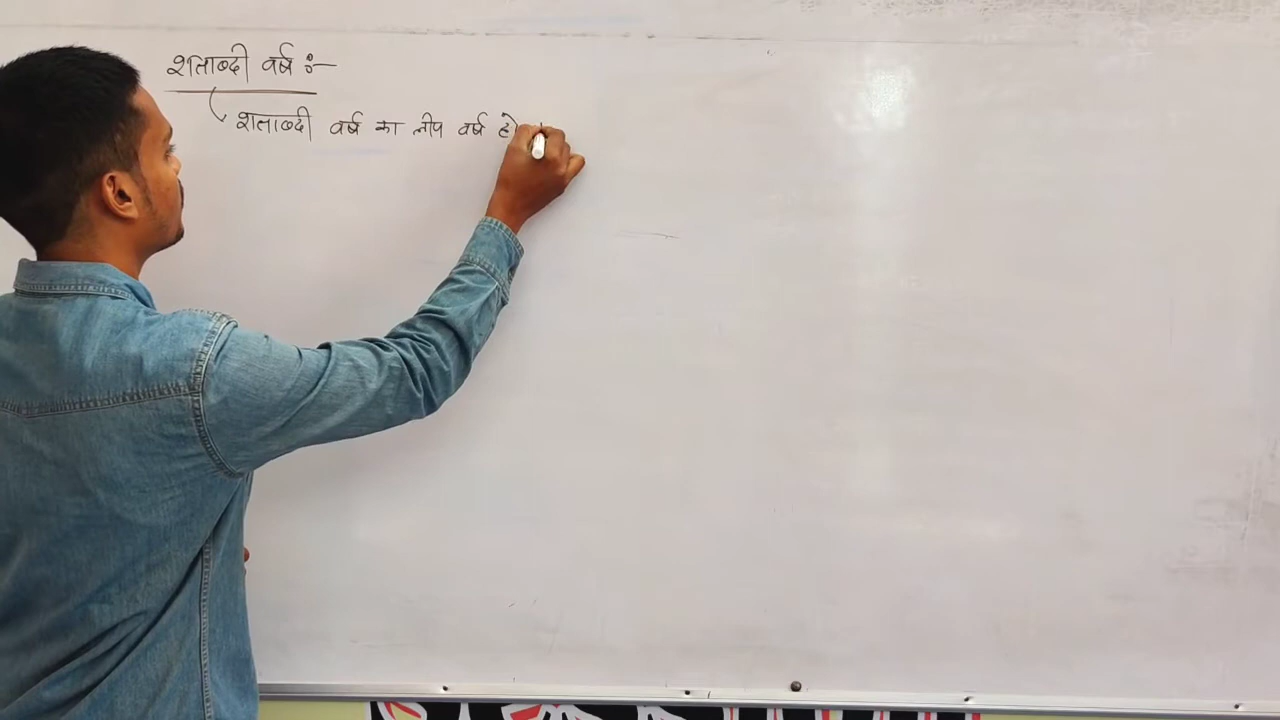 शताब्दी वर्ष :-
शताब्दी वर्ष का लीप वर्ष